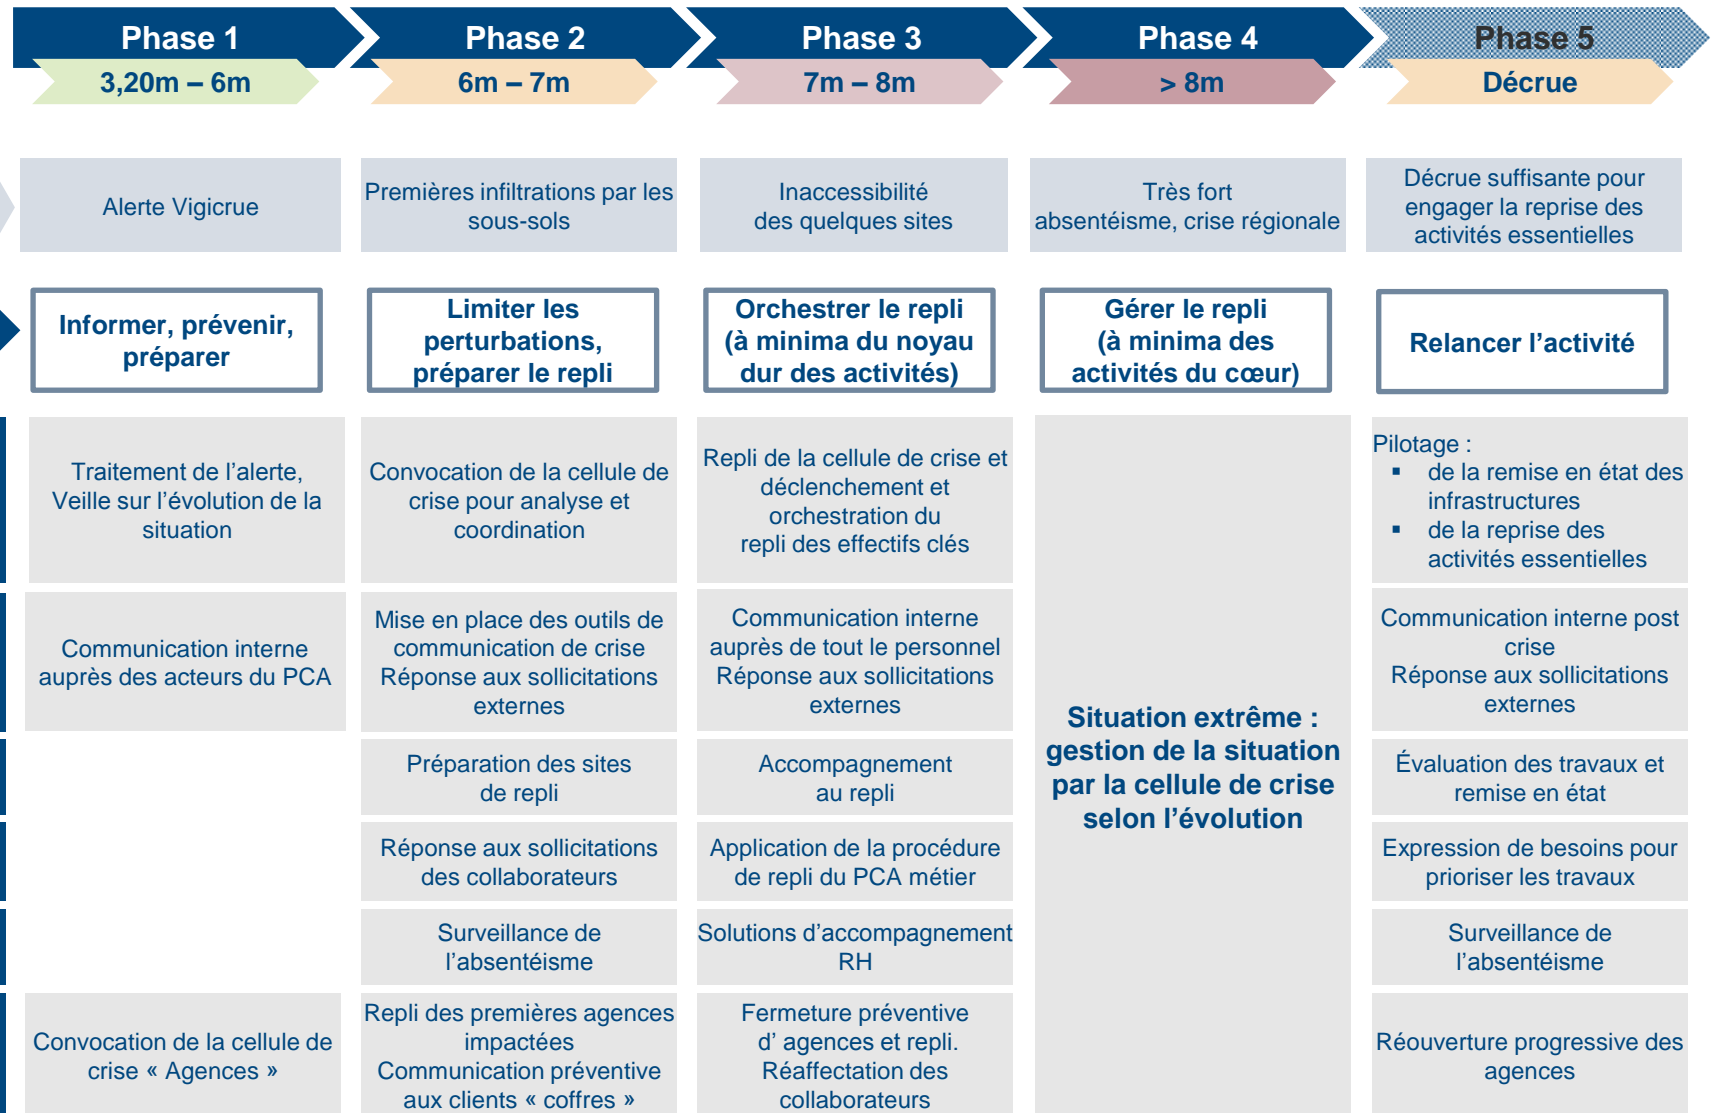 Phase 1
Phase 2
Phase 3
Phase 4
Phase 5
3,20m – 6m
6m – 7m
7m – 8m
> 8m
Décrue
Alerte Vigicrue
Premières infiltrations par les
sous-sols
Inaccessibilité
des quelques sites
Très fort
absentéisme, crise régionale
Décrue suffisante pour
engager la reprise des
activités essentielles
Informer, prévenir,
préparer
Limiter les
perturbations,
préparer le repli
Orchestrer le repli
(à minima du noyau
dur des activités)
Gérer le repli
(à minima des
activités du cœur)
Relancer l’activité
Traitement de l’alerte,
Veille sur l’évolution de la
situation
Convocation de la cellule de
crise pour analyse et
coordination
Repli de la cellule de crise et
déclenchement et
orchestration du
repli des effectifs clés
Pilotage :
▪ de la remise en état des
infrastructures
▪ de la reprise des
activités essentielles
Communication interne
auprès des acteurs du PCA
Mise en place des outils de
communication de crise
Réponse aux sollicitations
externes
Communication interne
auprès de tout le personnel
Réponse aux sollicitations
externes
Situation extrême :
gestion de la situation
par la cellule de crise
selon l’évolution
Communication interne post
crise
Réponse aux sollicitations
externes
Préparation des sites
de repli
Accompagnement
au repli
Évaluation des travaux et
remise en état
Réponse aux sollicitations
des collaborateurs
Application de la procédure
de repli du PCA métier
Expression de besoins pour
prioriser les travaux
Surveillance de
l’absentéisme
Solutions d’accompagnement
RH
Surveillance de
l’absentéisme
Convocation de la cellule de
crise « Agences »
Repli des premières agences
impactées
Communication préventive
aux clients « coffres »
Fermeture préventive
d’ agences et repli.
Réaffectation des
collaborateurs
Réouverture progressive des
agences